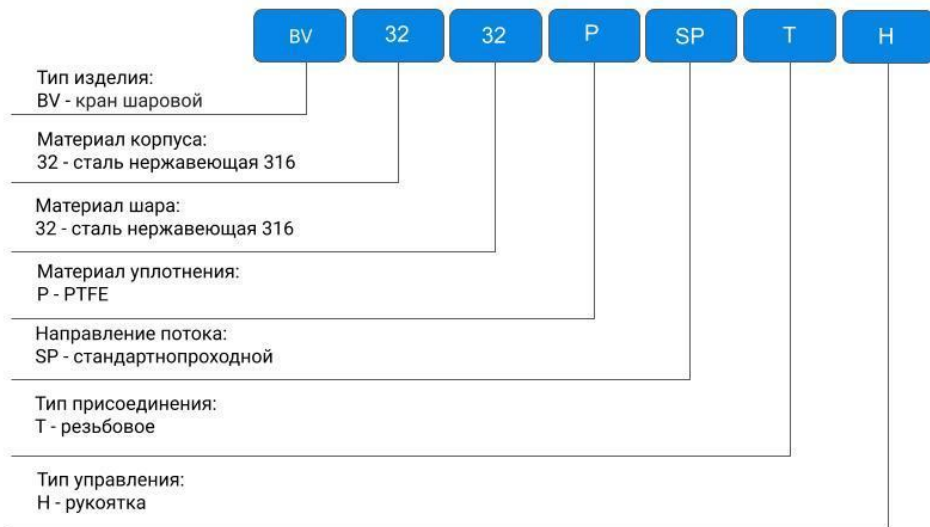 BV 32 32 P SP T H
Тип изделия:
BV - кран шаровой
Материал корпуса:
32 - сталь нержавеющая 316
Материал шара:
32 - сталь нержавеющая 316
Материал уплотнения:
P - PTFE
Направление потока:
SP - стандартнопроходной
Тип присоединения:
T - резьбовое
Тип управления:
H - рукоятка